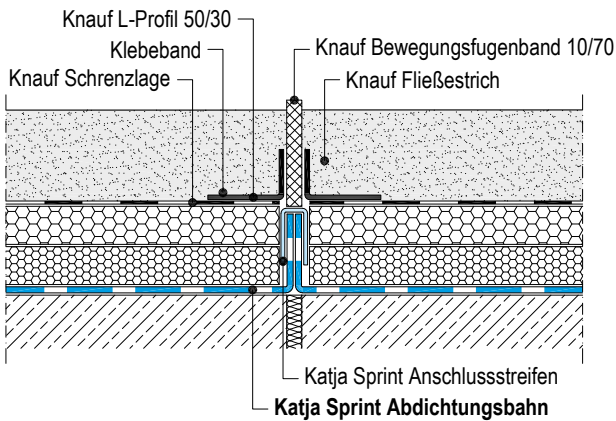 Knauf L-Profil 50/30
Klebeband
Knauf Schrenzlage
Knauf Bewegungsfugenband 10/70
Knauf Fließestrich
Katja Sprint Anschlussstreifen
Katja Sprint Abdichtungsbahn